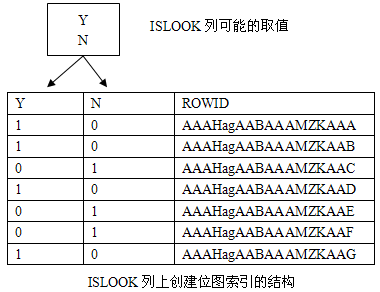 Y
N
ISLOOK 列可能的取值
Y N ROWID
1 0 AAAHagAABAAAMZKAAA
1 0 AAAHagAABAAAMZKAAB
0 1 AAAHagAABAAAMZKAAC
1 0 AAAHagAABAAAMZKAAD
0 1 AAAHagAABAAAMZKAAE
0 1 AAAHagAABAAAMZKAAF
1 0 AAAHagAABAAAMZKAAG
ISLOOK 列上创建位图索引的结构